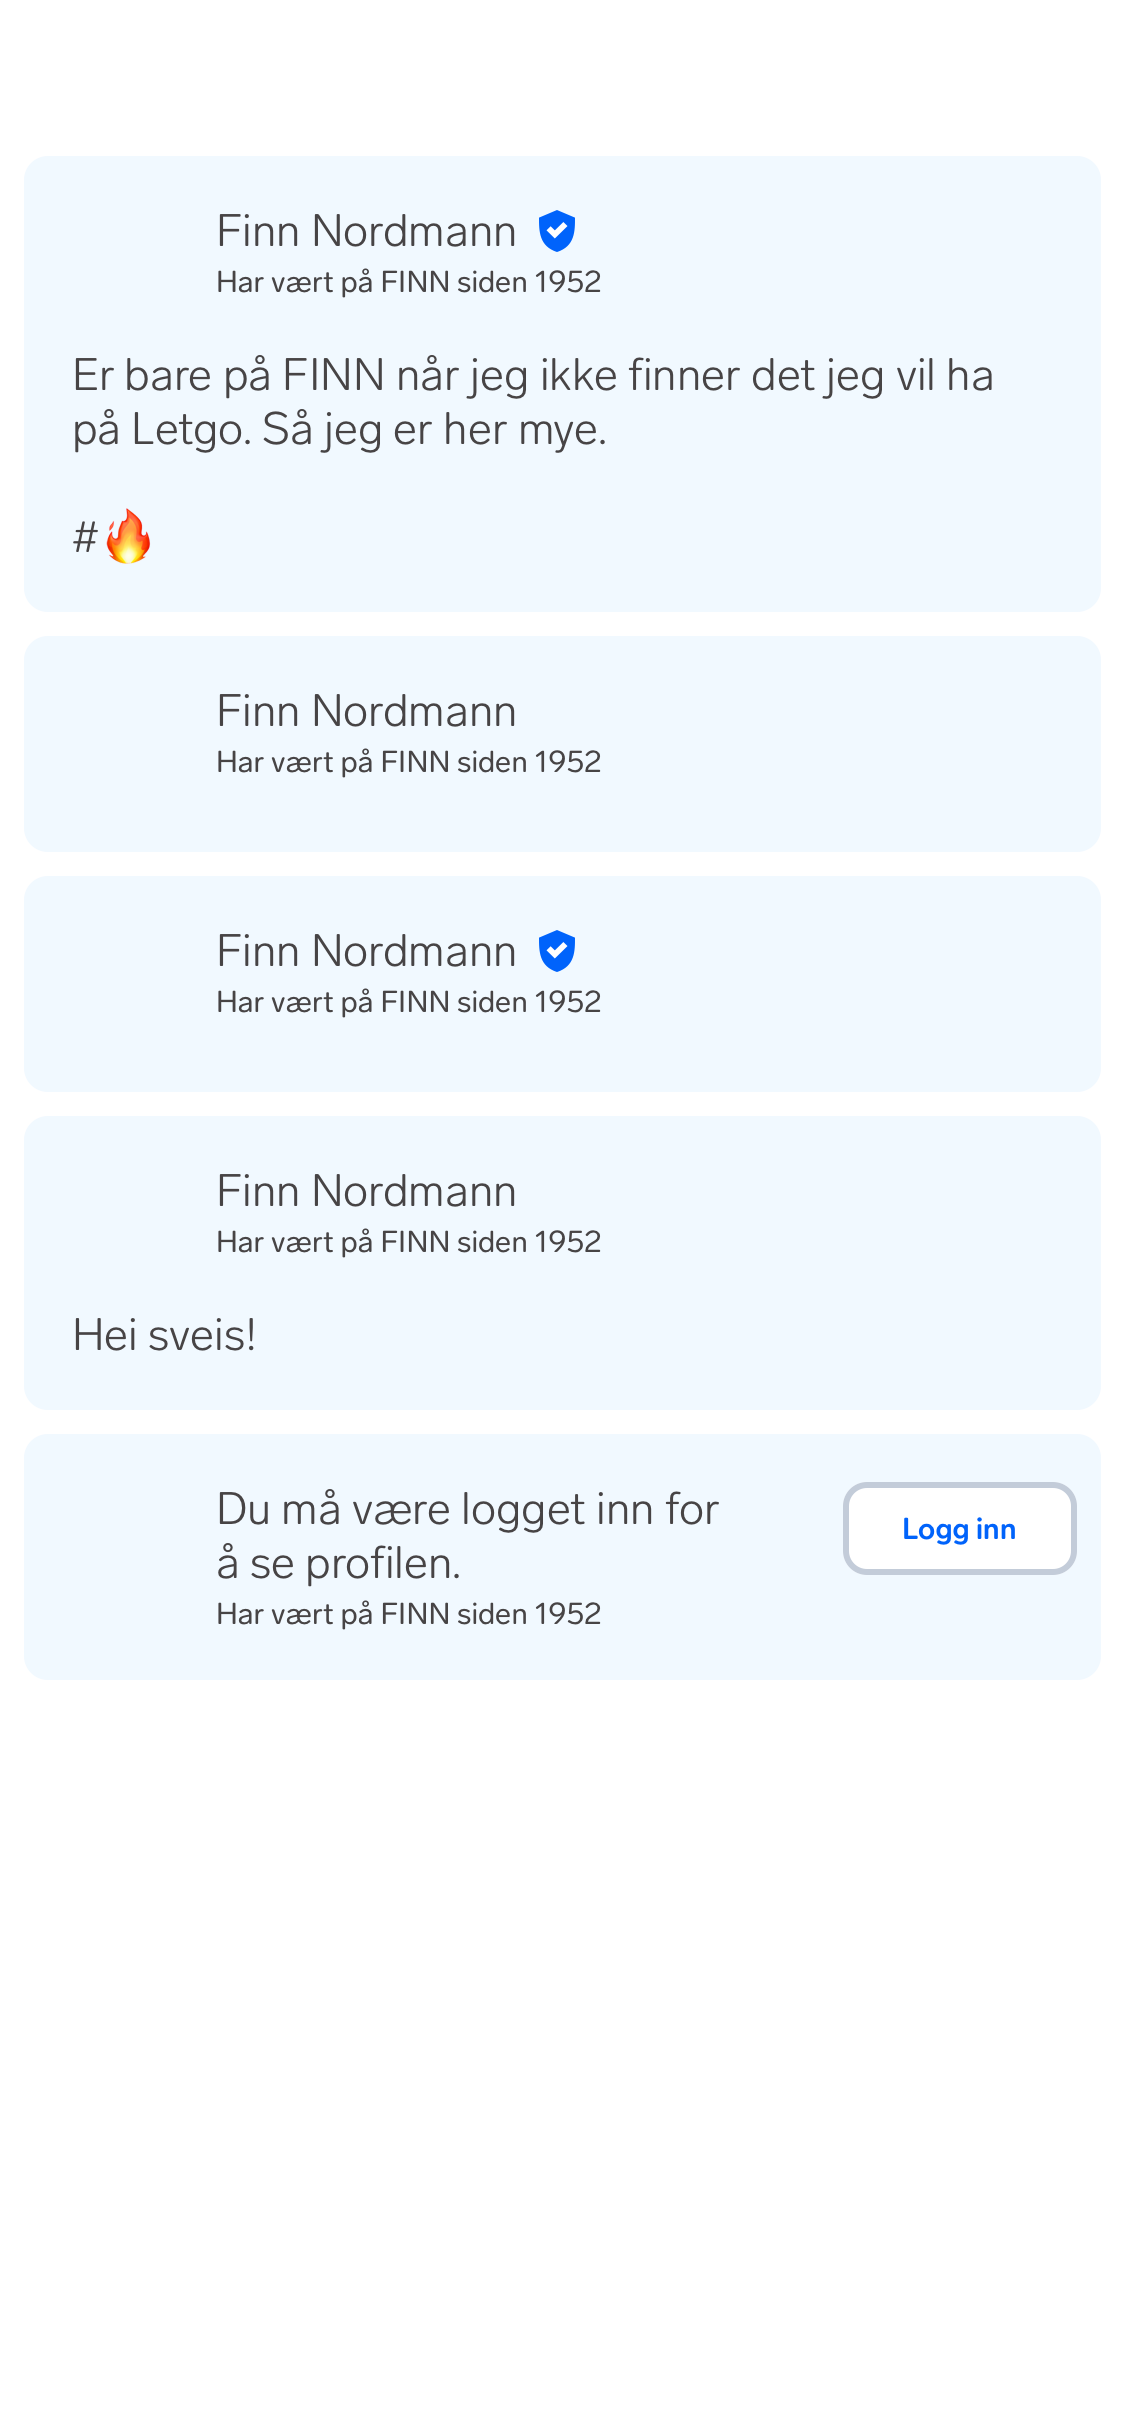 Finn Nordmann
Har vært på FINN siden 1952
Er bare på FINN når jeg ikke finner det jeg vil ha
på Letgo. Så jeg er her mye.
#🔥
Finn Nordmann
Har vært på FINN siden 1952
Finn Nordmann
Har vært på FINN siden 1952
Finn Nordmann
Har vært på FINN siden 1952
Hei sveis!
Du må være logget inn for
å se profilen.
Har vært på FINN siden 1952
Logg inn